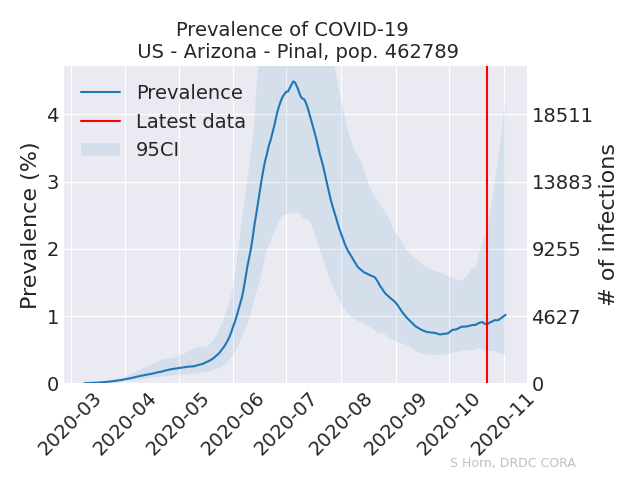 Prevalence of COVID-19
US - Arizona - Pinal, pop. 462789
Prevalence
Latest data
95CI
Prevalence (%)
4
3
2
1
0
18511
13883
9255
4627
0
# of infections
2020-03
2020-04
2020-05
2020-06
2020-07
2020-08
2020-09
2020-10
2020-11
S Horn, DRDC CORA